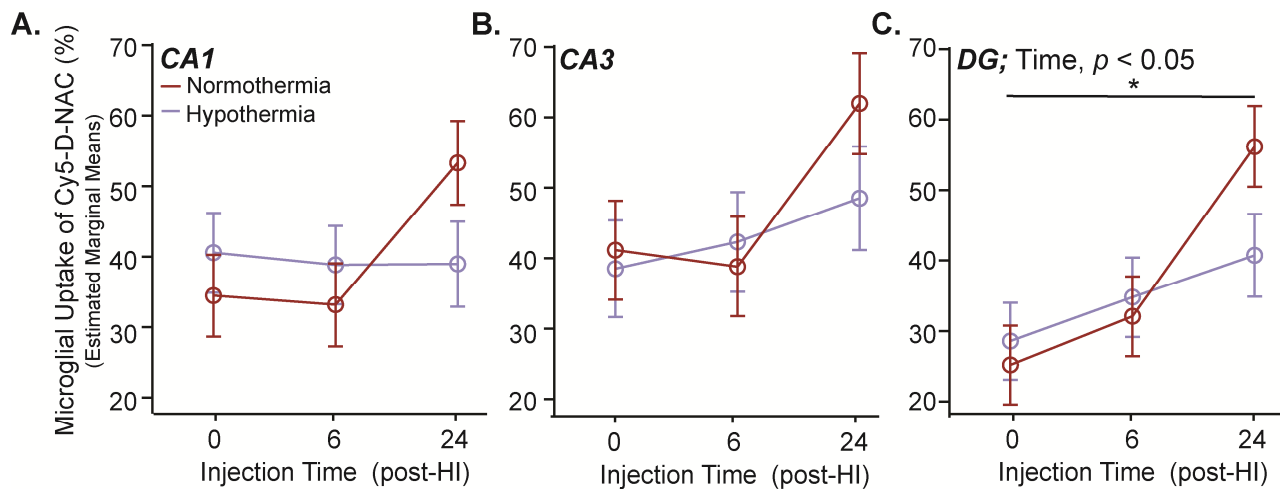 A.
Microglial Uptake of Cy5-D-NAC (%)
(Estimated Marginal Means)
70
60
50
40
30
20
CA1
Normothermia
Hypothermia
0 6 24
Injection Time (post-HI)
B.
70
60
50
40
30
20
CA3
0 6 24
Injection Time (post-HI)
C.
70
60
50
40
30
20
DG; Time, p < 0.05
*
0 6 24
Injection Time (post-HI)